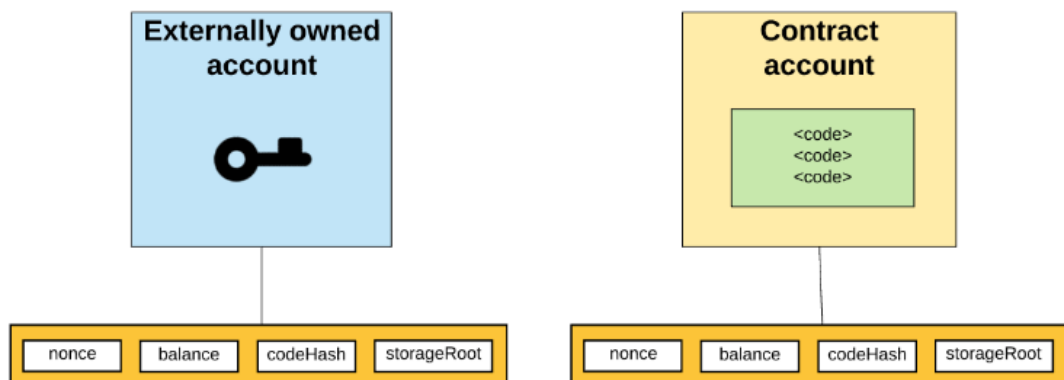 Externally owned
account
Contract
account
<code>
<code>
<code>
nonce
balance
codeHash
storageRoot
nonce
balance
codeHash
storageRoot